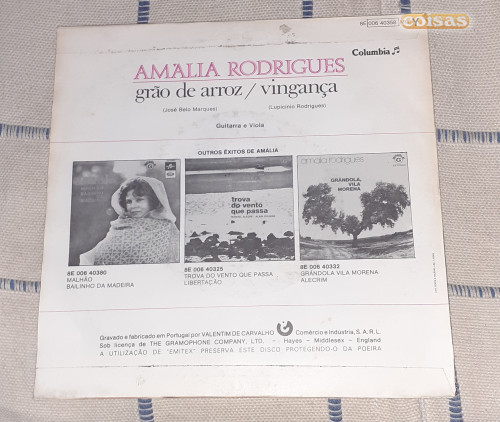 coisas
8E 006 40358
Columbia
AMÁLIA RODRIGUES
grão de arroz / vingança
(José Belo Marques) (Lupicinio Rodrigues)
Guitarra e Viola
OUTROS ÊXITOS DE AMÁLIA
trova
do vento
que passa
amália rodrigues
GRÂNDOLA,
VILA
MORENA
8E 006 40380
MALHÃO
BAILINHO DA MADEIRA
8E 006 40325
TROVA DO VENTO QUE PASSA
LIBERTAÇÃO
8E 006 40332
GRÂNDOLA VILA MORENA
ALECRIM
Gravado e fabricado em Portugal por VALENTIM DE CARVALHO Comércio e Indústria, S. A. R. L.
Sob licença de THE GRAMOPHONE COMPANY, LTD. — Hayes — Middlesex — England
A UTILIZAÇÃO DE "EMITEX" PRESERVA ESTE DISCO PROTEGENDO-O DA POEIRA